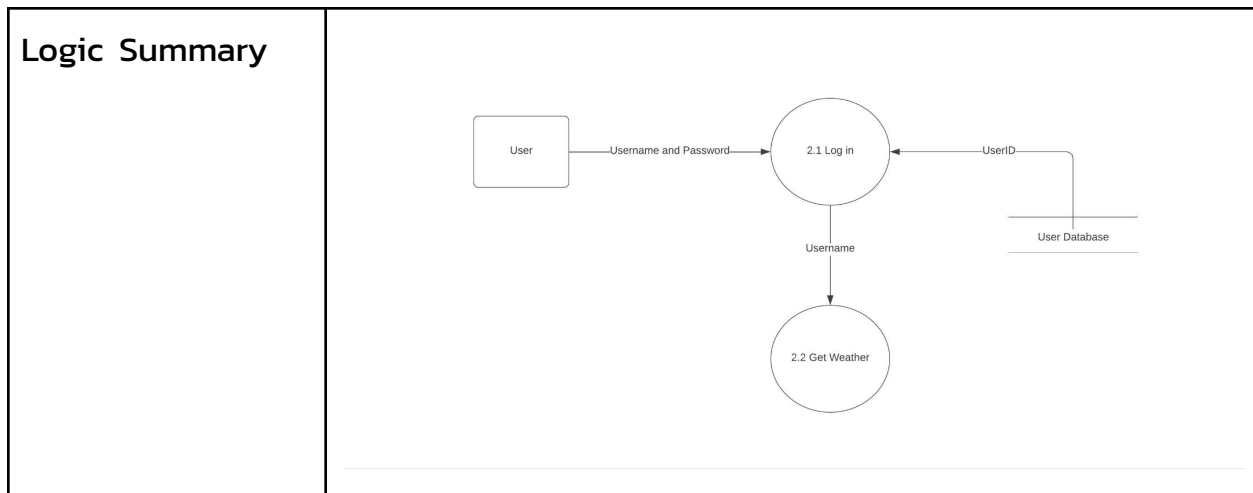 Logic Summary
User
Username and Password
2.1 Log in
UserID
User Database
Username
2.2 Get Weather